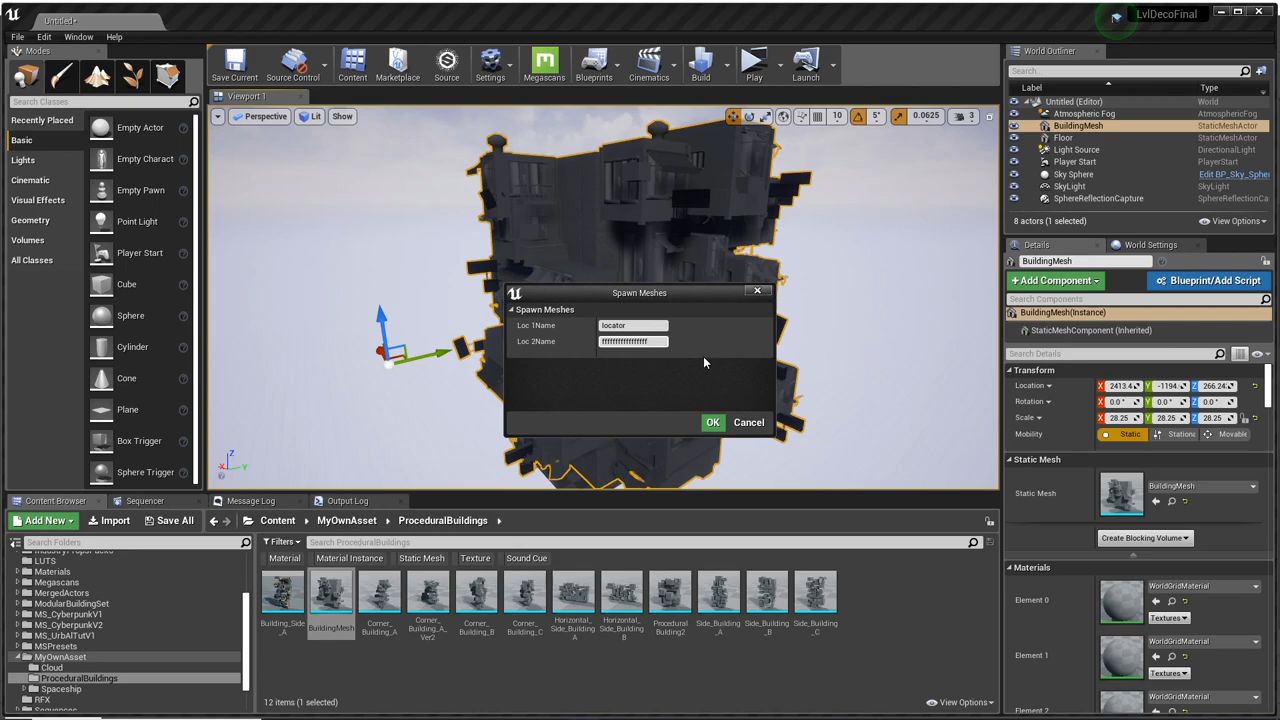 Untitled*
LvlDecoFinal
File Edit Window Help
Modes
Search Classes
Recently Placed
Basic
Lights
Cinematic
Visual Effects
Geometry
Volumes
All Classes
Empty Actor
Empty Charact
Empty Pawn
Point Light
Player Start
Cube
Sphere
Cylinder
Cone
Plane
Box Trigger
Sphere Trigger
Save Current Source Control Content Marketplace Source Settings Megascans Blueprints Cinematics Build Play Launch
Viewport 1
Perspective Lit Show
10 5° 0.0625 3
Z
X Y
Spawn Meshes
Spawn Meshes
Loc 1Name locator
Loc 2Name fffffffffffffffff
OK Cancel
World Outliner
Search...
Label Type
Untitled (Editor) World
Atmospheric Fog AtmosphericFog
BuildingMesh StaticMeshActor
Floor StaticMeshActor
Light Source DirectionalLight
Player Start PlayerStart
Sky Sphere Edit BP_Sky_Sphe
SkyLight SkyLight
SphereReflectionCapture SphereReflectionCa
8 actors (1 selected) View Options
Details World Settings
BuildingMesh
+Add Component Blueprint/Add Script
Search Components
BuildingMesh(Instance)
StaticMeshComponent (Inherited)
Search Details
Transform
Location X 2413.4 Y -1194. Z 266.24
Rotation X 0.0 ° Y 0.0 ° Z 0.0 °
Scale X 28.25 Y 28.25 Z 28.25
Mobility Static Stationa Movable
Static Mesh
Static Mesh BuildingMesh
Create Blocking Volume
Materials
Element 0 WorldGridMaterial
Textures
Element 1 WorldGridMaterial
Textures
WorldGridMaterial
Element 2
Content Browser Sequencer Message Log Output Log
Add New Import Save All Content MyOwnAsset ProceduralBuildings
Search Folders
Filters Search ProceduralBuildings
Material Material Instance Static Mesh Texture Sound Cue
LUTS
Materials
Megascans
MergedActors
ModularBuildingSet
MS_CyberpunkV1
MS_CyberpunkV2
MS_UrbAlTutV1
MSPresets
MyOwnAsset
Cloud
ProceduralBuildings
Spaceship
RFX
Building_Side_A
BuildingMesh
Corner_Building_A
Corner_Building_A_Ver2
Corner_Building_B
Corner_Building_C
Horizontal_Side_Building A
Horizontal_Side_Building B
Procedural Building2
Side_Building_A
Side_Building_B
Side_Building_C
12 items (1 selected) View Options